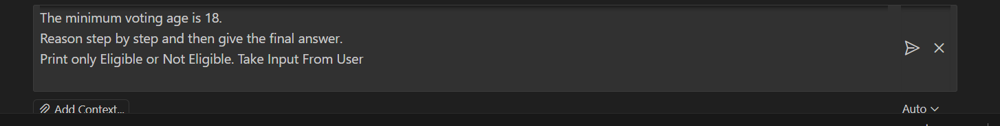 The minimum voting age is 18.
Reason step by step and then give the final answer.
Print only Eligible or Not Eligible. Take Input From User
Add Context...
Auto